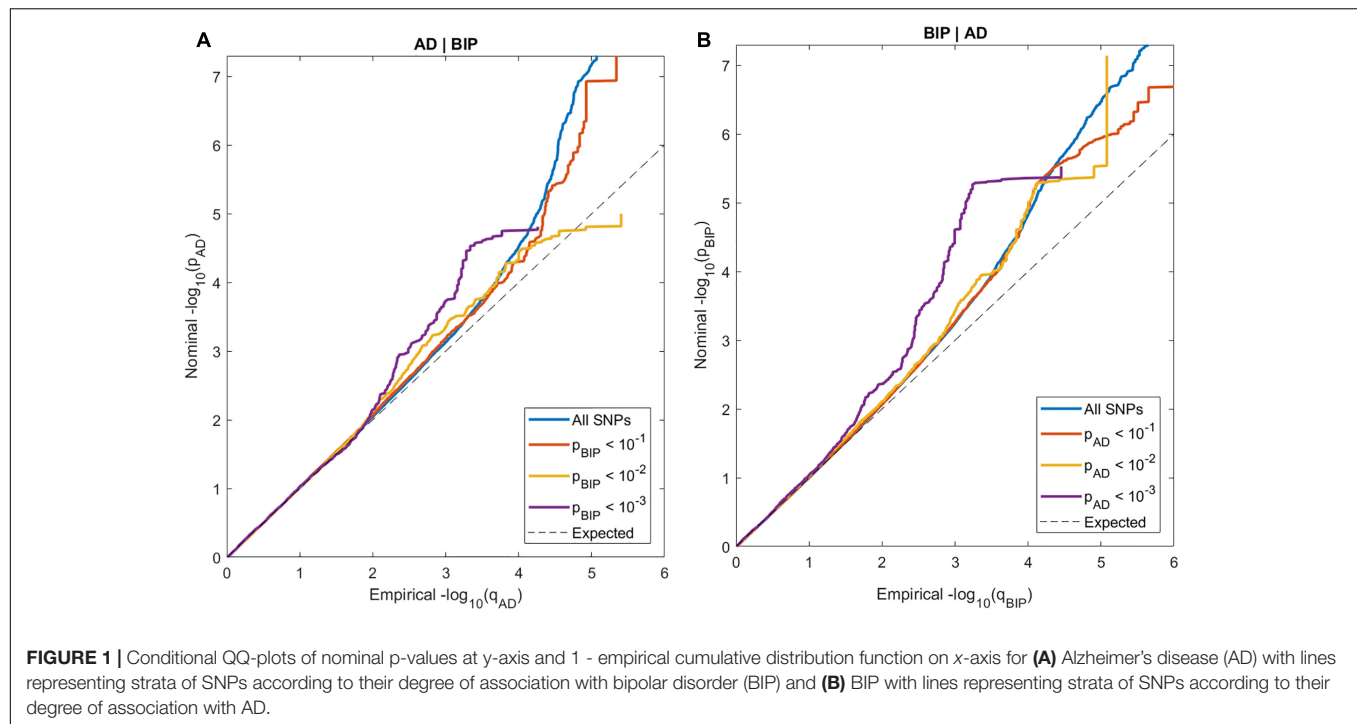 A
AD | BIP
7
6
5
4
3
2
1
0
Nominal -log10(pAD)
All SNPs
pBIP < 10-1
pBIP < 10-2
pBIP < 10-3
Expected
0 1 2 3 4 5 6
Empirical -log10(qAD)
B
BIP | AD
7
6
5
4
3
2
1
0
Nominal -log10(pBIP)
All SNPs
pAD < 10-1
pAD < 10-2
pAD < 10-3
Expected
0 1 2 3 4 5 6
Empirical -log10(qBIP)
FIGURE 1 | Conditional QQ-plots of nominal p-values at y-axis and 1 - empirical cumulative distribution function on x-axis for (A) Alzheimer's disease (AD) with lines
representing strata of SNPs according to their degree of association with bipolar disorder (BIP) and (B) BIP with lines representing strata of SNPs according to their
degree of association with AD.